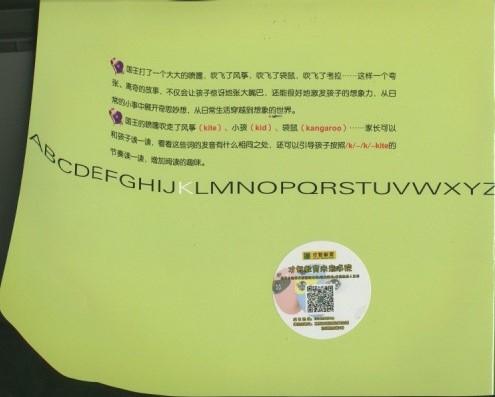 国王打了一个大大的喷嚏，吹飞了风筝，吹飞了袋鼠，吹飞了考拉……这样一个夸
张、离奇的故事，不仅会让孩子惊讶地张大嘴巴，还能很好地激发孩子的想象力，从日
常的小事中展开奇思妙想，从日常生活穿越到想象的世界。
国王的喷嚏吹走了风筝（kite）、小孩（kid）、袋鼠（kangaroo）……家长可以
和孩子读一读，看看这些词的发音有什么相同之处，还可以引导孩子按照/k/-/k/-kite的
节奏读一读，增加阅读的趣味。
ABCDEFGHIJKLMNOPQRSTUVWXYZ